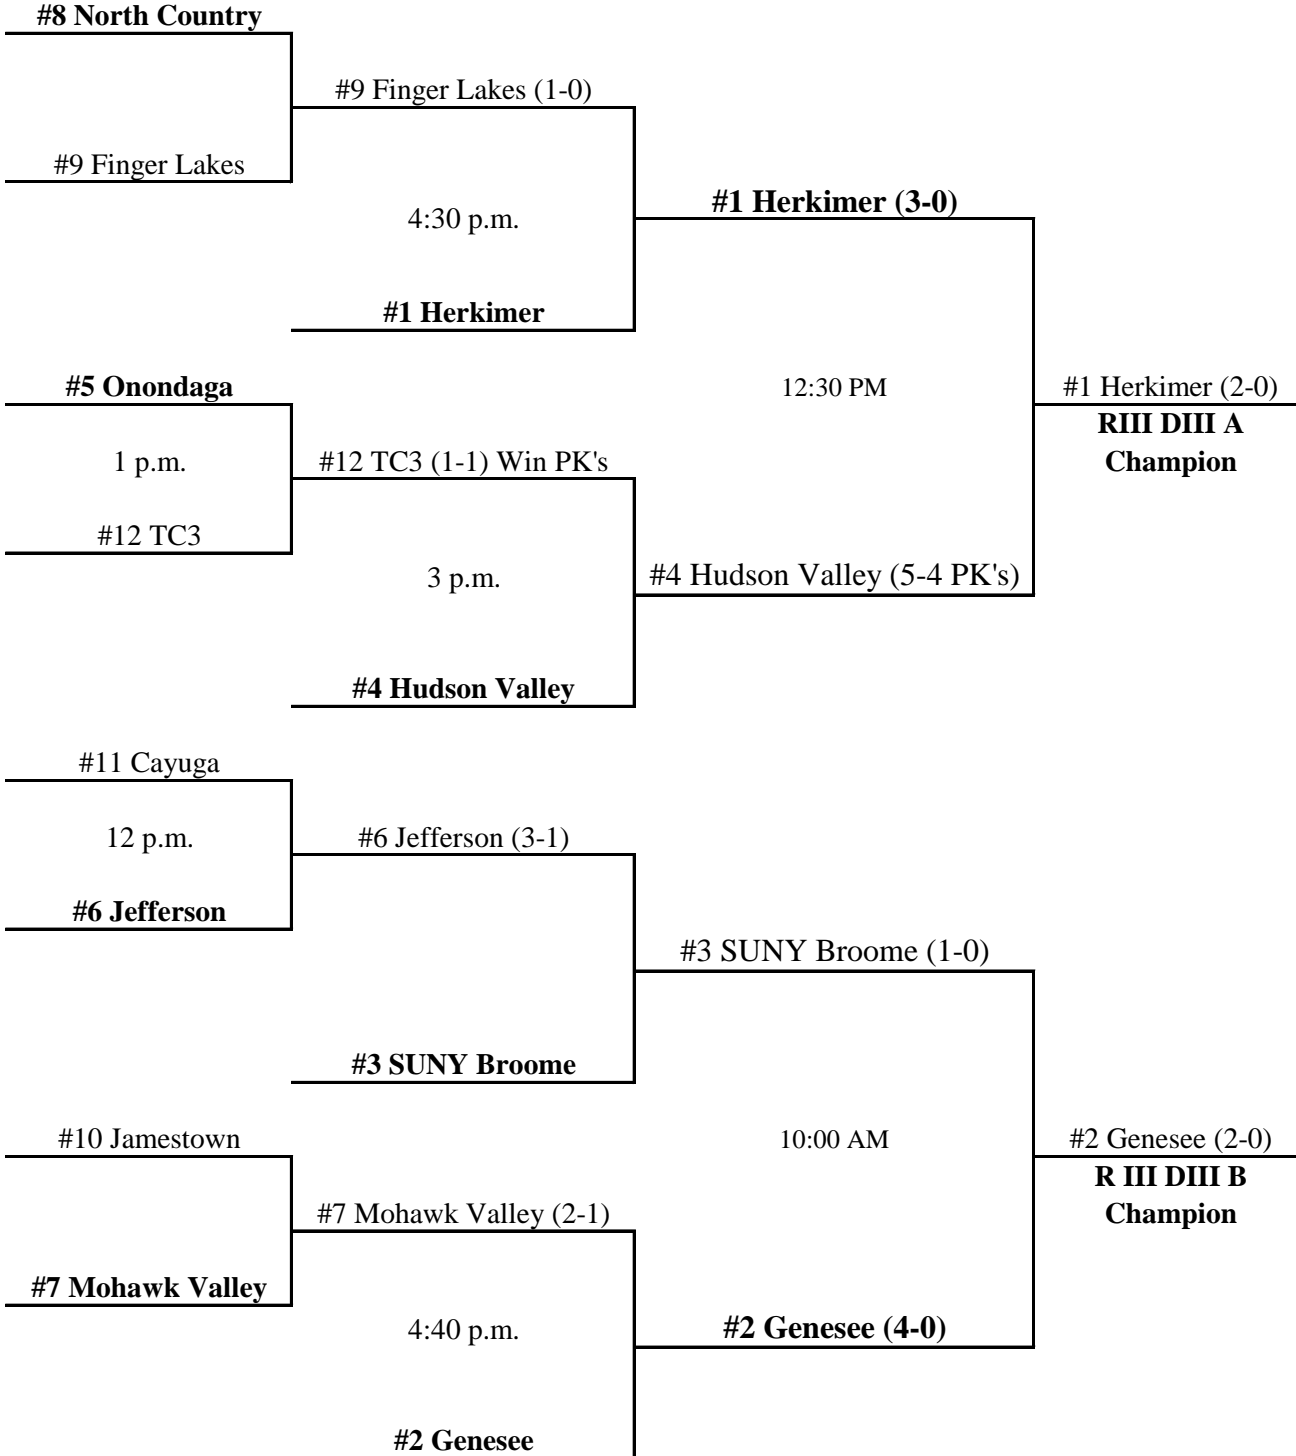 #8 North Country
#9 Finger Lakes (1-0)
#9 Finger Lakes
#1 Herkimer (3-0)
4:30 p.m.
#1 Herkimer
#5 Onondaga
12:30 PM
#1 Herkimer (2-0)
RIII DIII A
Champion
1 p.m.
#12 TC3 (1-1) Win PK's
#12 TC3
3 p.m.
#4 Hudson Valley (5-4 PK's)
#4 Hudson Valley
#11 Cayuga
12 p.m.
#6 Jefferson (3-1)
#6 Jefferson
#3 SUNY Broome (1-0)
#3 SUNY Broome
#10 Jamestown
10:00 AM
#2 Genesee (2-0)
R III DIII B
Champion
#7 Mohawk Valley (2-1)
#7 Mohawk Valley
4:40 p.m.
#2 Genesee (4-0)
#2 Genesee